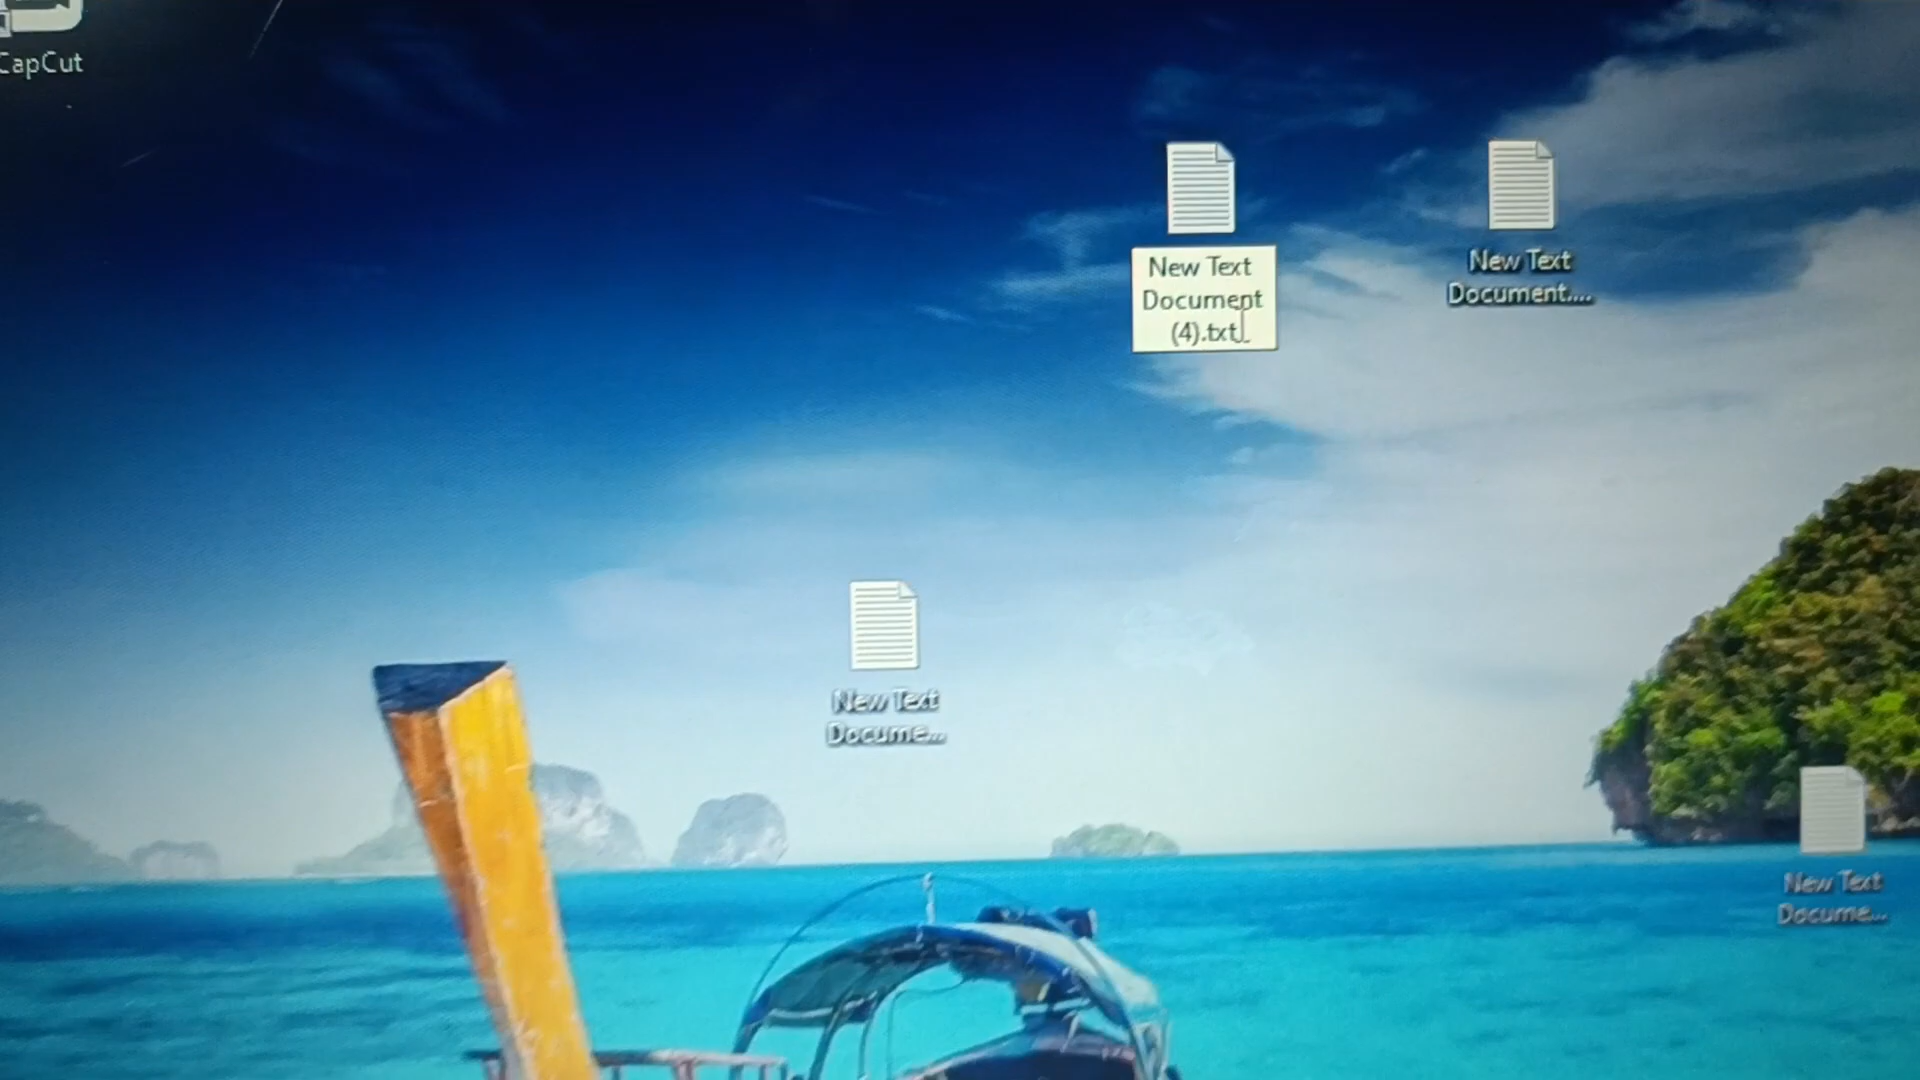 CapCut
New Text
Document
(4).txt
New Text
Document....
New Text
Docume...
New Text
Docume...